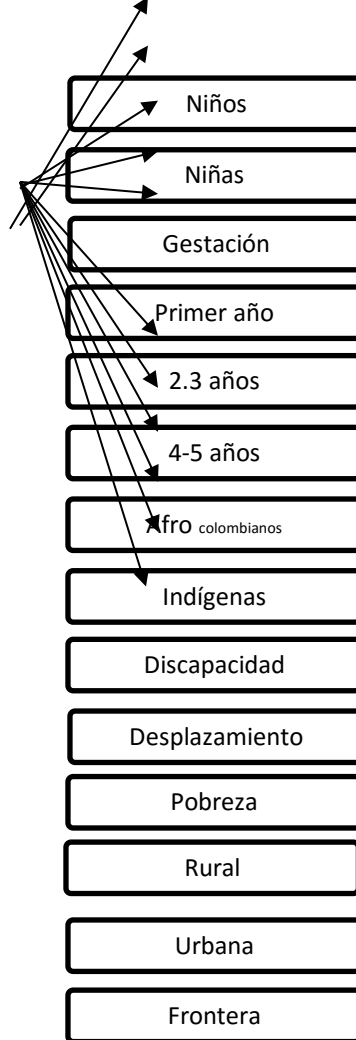 Niños
Niñas
Gestación
Primer año
2.3 años
4-5 años
Afro colombianos
Indígenas
Discapacidad
Desplazamiento
Pobreza
Rural
Urbana
Frontera